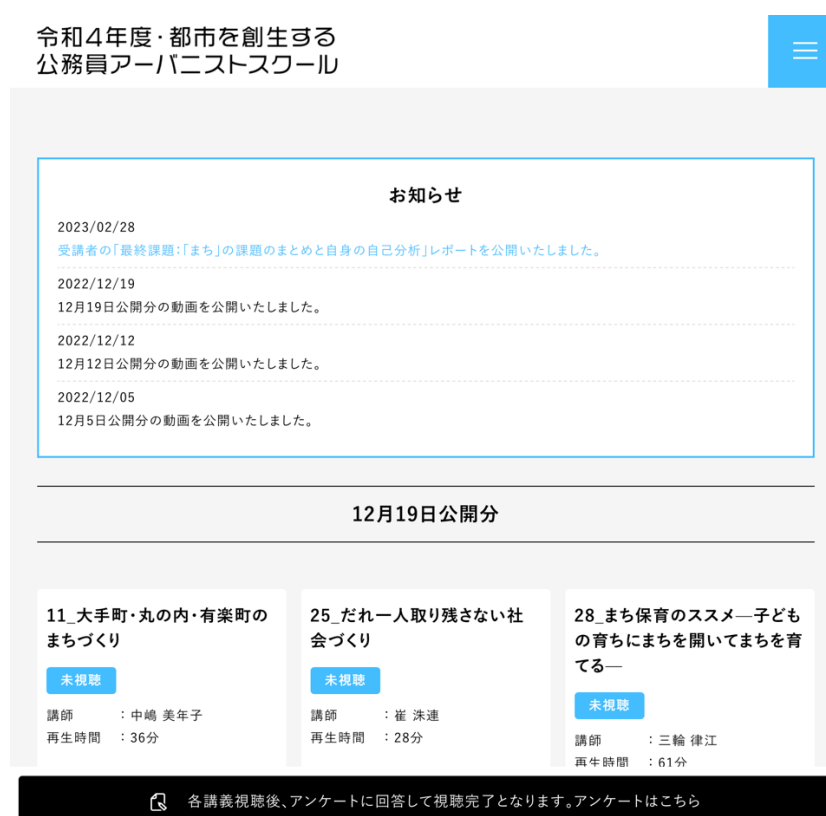 令和4年度・都市を創生する
公務員アーバニストスクール
お知らせ
2023/02/28
受講者の「最終課題:「まち」の課題のまとめと自身の自己分析」レポートを公開いたしました。
2022/12/19
12月19日公開分の動画を公開いたしました。
2022/12/12
12月12日公開分の動画を公開いたしました。
2022/12/05
12月5日公開分の動画を公開いたしました。
12月19日公開分
11_大手町・丸の内・有楽町の
まちづくり
未視聴
講師 :中嶋 美年子
再生時間 :36分
25_だれ一人取り残さない社
会づくり
未視聴
講師 :崔 洙連
再生時間 :28分
28_まち保育のススメ―子ども
の育ちにまちを開いてまちを育
てる―
未視聴
講師 :三輪 律江
再生時間 :61分
各講義視聴後、アンケートに回答して視聴完了となります。アンケートはこちら